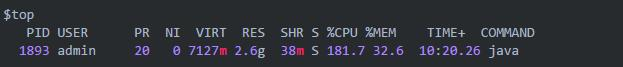 $top
PID USER PR NI VIRT RES SHR S %CPU %MEM TIME+ COMMAND
1893 admin 20 0 7127m 2.6g 38m S 181.7 32.6 10:20.26 java